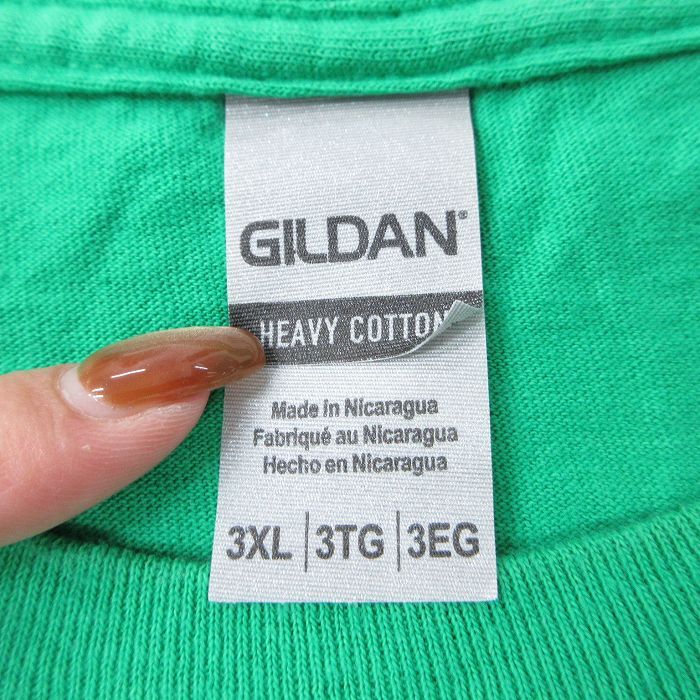 GILDAN®
HEAVY COTTON
Made in Nicaragua
Fabriqué au Nicaragua
Hecho en Nicaragua
3XL | 3TG | 3EG